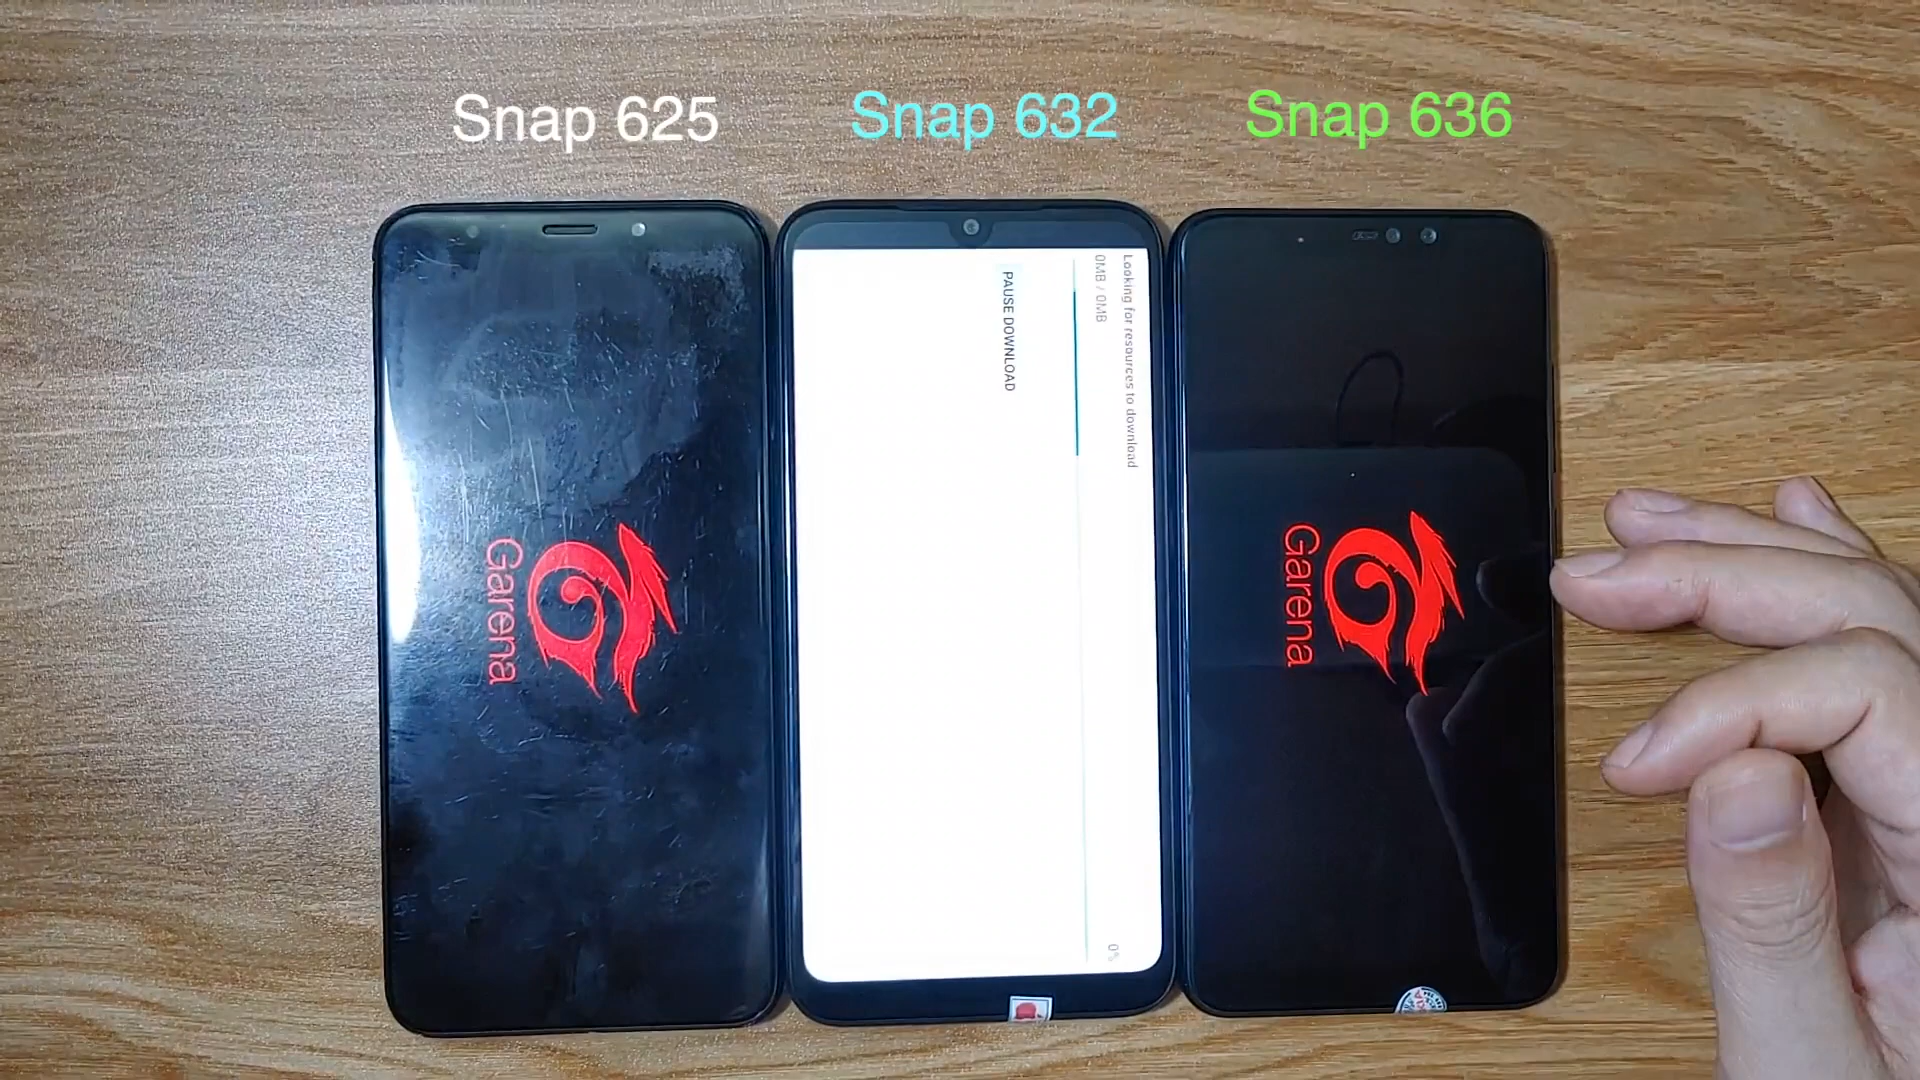 Snap 625
Snap 632
Snap 636
Garena
Looking for resources to download
0MB / 0MB
0%
PAUSE DOWNLOAD
Garena